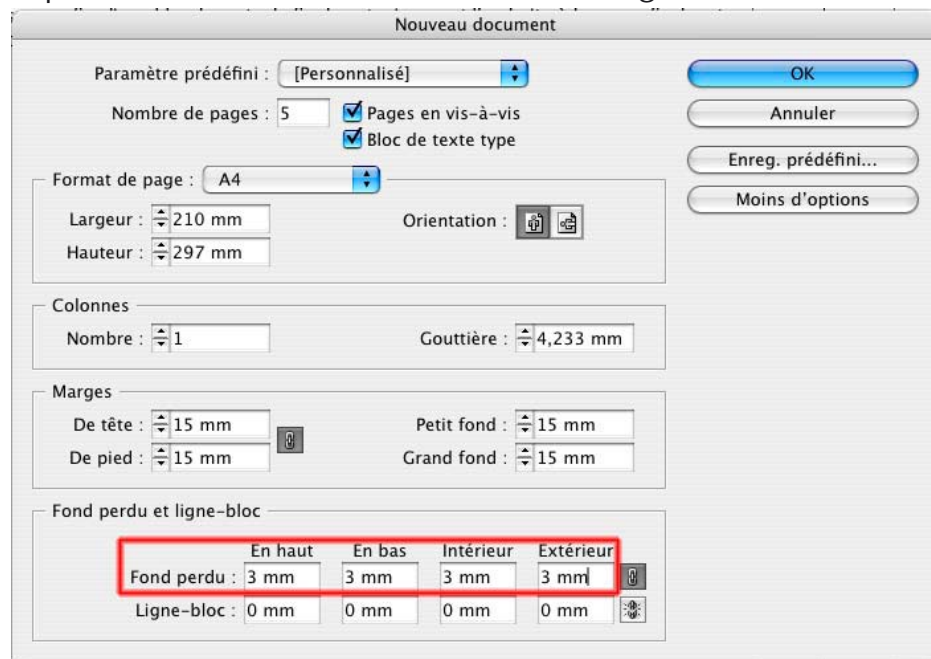 Nouveau document
Paramètre prédéfini : [Personnalisé]
OK
Nombre de pages : 5 Pages en vis-à-vis
Annuler
Bloc de texte type
Enreg. prédéfini...
Format de page : A4
Moins d'options
Largeur : 210 mm Orientation :
Hauteur : 297 mm
Colonnes
Nombre : 1 Gouttière : 4,233 mm
Marges
De tête : 15 mm Petit fond : 15 mm
De pied : 15 mm Grand fond : 15 mm
Fond perdu et ligne-bloc
En haut En bas Intérieur Extérieur
Fond perdu : 3 mm 3 mm 3 mm 3 mm
Ligne-bloc : 0 mm 0 mm 0 mm 0 mm